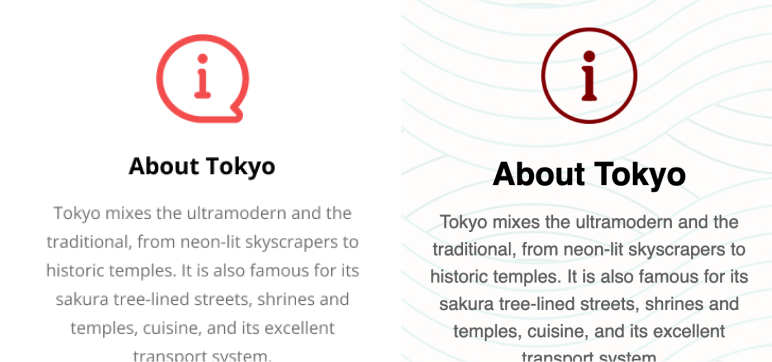 About Tokyo
Tokyo mixes the ultramodern and the
traditional, from neon-lit skyscrapers to
historic temples. It is also famous for its
sakura tree-lined streets, shrines and
temples, cuisine, and its excellent
transport system.
About Tokyo
Tokyo mixes the ultramodern and the
traditional, from neon-lit skyscrapers to
historic temples. It is also famous for its
sakura tree-lined streets, shrines and
temples, cuisine, and its excellent
transport system